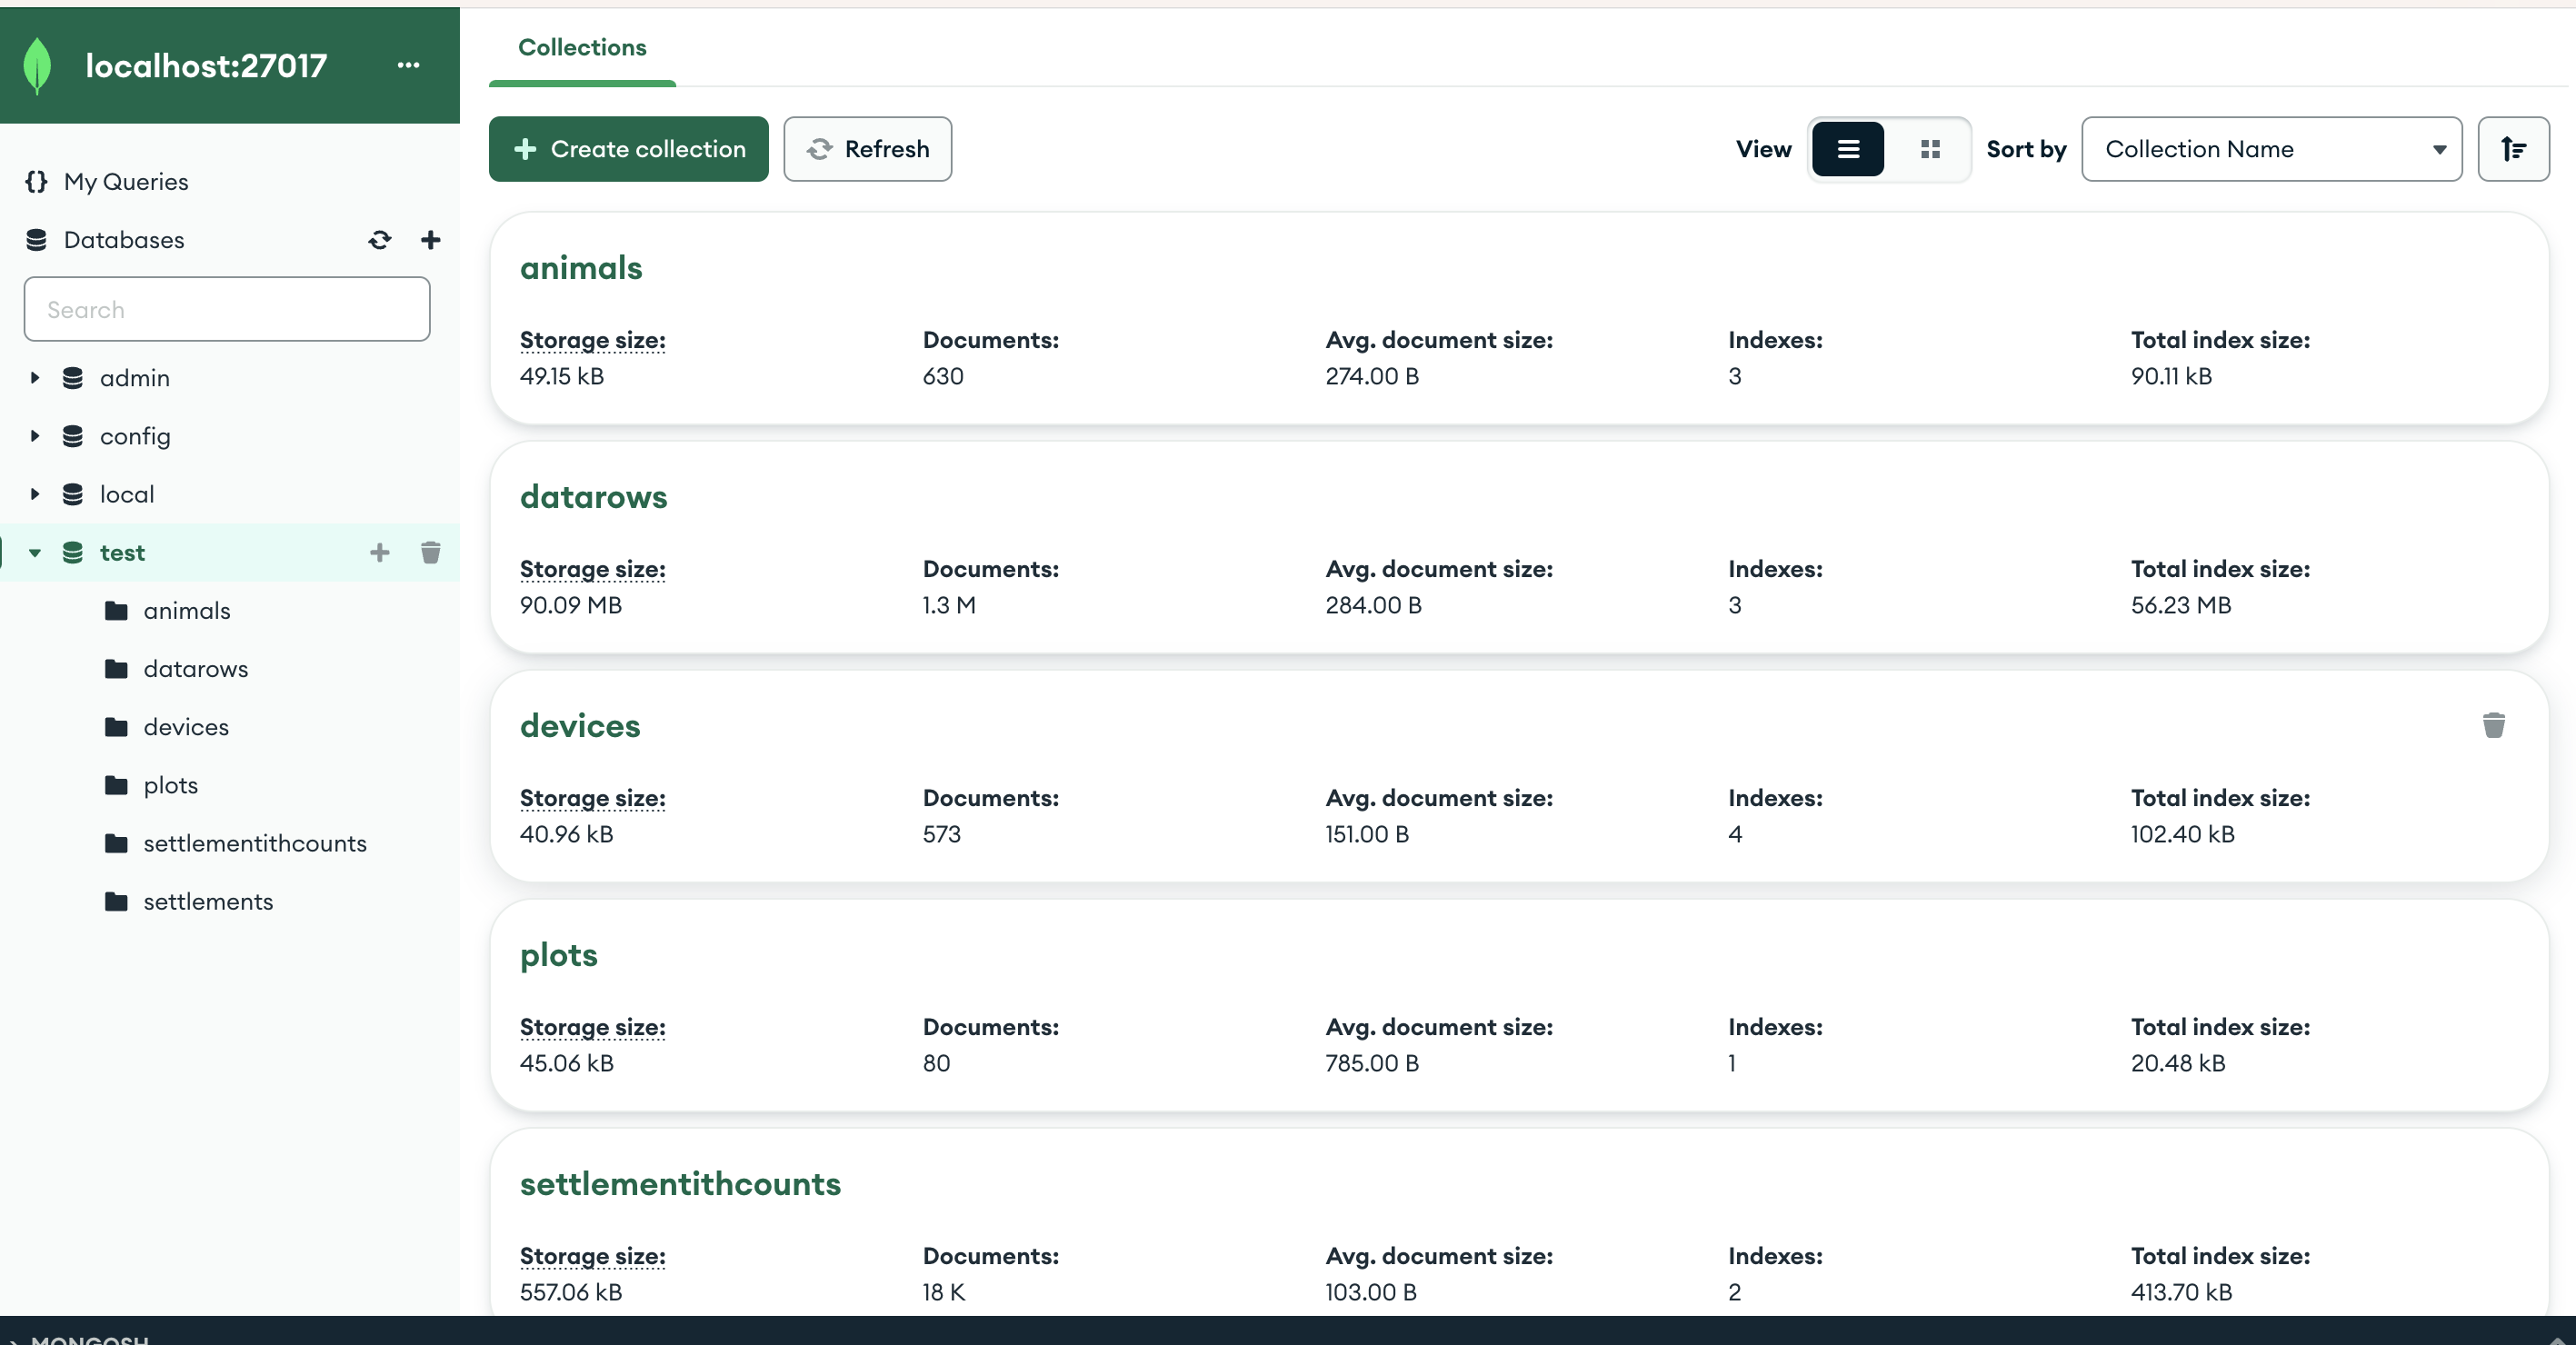 localhost:27017
My Queries
Databases
Search
admin
config
local
test
animals
datarows
devices
plots
settlementithcounts
settlements
Collections
Create collection
Refresh
View
Sort by
Collection Name
animals
Storage size: Documents: Avg. document size: Indexes: Total index size:
49.15 kB 630 274.00 B 3 90.11 kB
datarows
Storage size: Documents: Avg. document size: Indexes: Total index size:
90.09 MB 1.3 M 284.00 B 3 56.23 MB
devices
Storage size: Documents: Avg. document size: Indexes: Total index size:
40.96 kB 573 151.00 B 4 102.40 kB
plots
Storage size: Documents: Avg. document size: Indexes: Total index size:
45.06 kB 80 785.00 B 1 20.48 kB
settlementithcounts
Storage size: Documents: Avg. document size: Indexes: Total index size:
557.06 kB 18 K 103.00 B 2 413.70 kB
MONGOSH